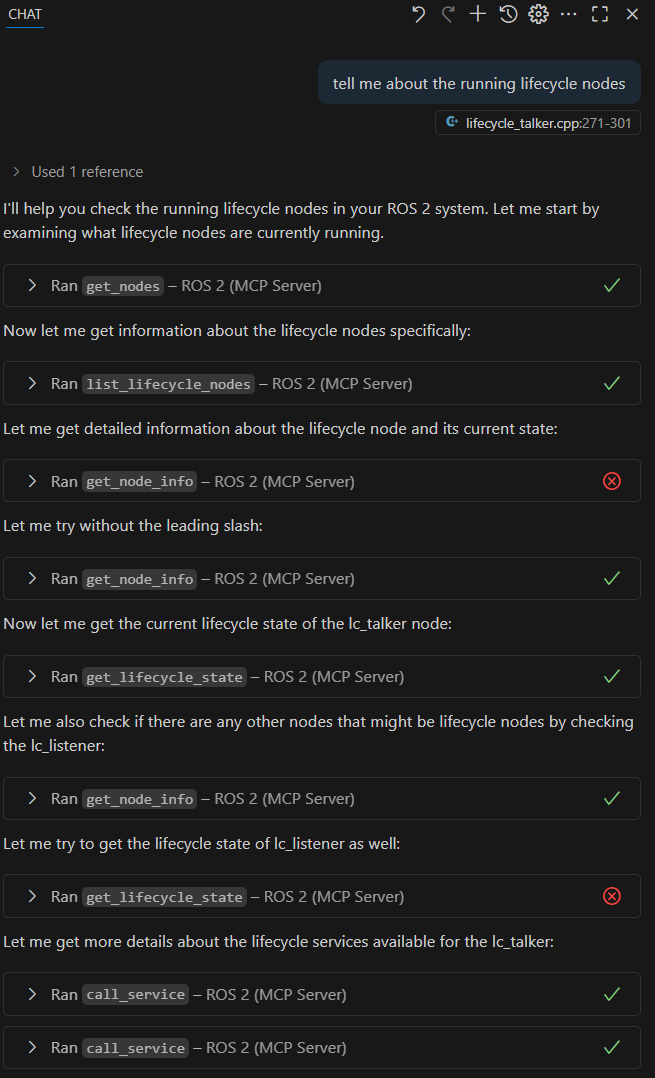 CHAT
tell me about the running lifecycle nodes
lifecycle_talker.cpp:271-301
Used 1 reference
I'll help you check the running lifecycle nodes in your ROS 2 system. Let me start by
examining what lifecycle nodes are currently running.
Ran get_nodes – ROS 2 (MCP Server)
Now let me get information about the lifecycle nodes specifically:
Ran list_lifecycle_nodes – ROS 2 (MCP Server)
Let me get detailed information about the lifecycle node and its current state:
Ran get_node_info – ROS 2 (MCP Server)
Let me try without the leading slash:
Ran get_node_info – ROS 2 (MCP Server)
Now let me get the current lifecycle state of the lc_talker node:
Ran get_lifecycle_state – ROS 2 (MCP Server)
Let me also check if there are any other nodes that might be lifecycle nodes by checking
the lc_listener:
Ran get_node_info – ROS 2 (MCP Server)
Let me try to get the lifecycle state of lc_listener as well:
Ran get_lifecycle_state – ROS 2 (MCP Server)
Let me get more details about the lifecycle services available for the lc_talker:
Ran call_service – ROS 2 (MCP Server)
Ran call_service – ROS 2 (MCP Server)